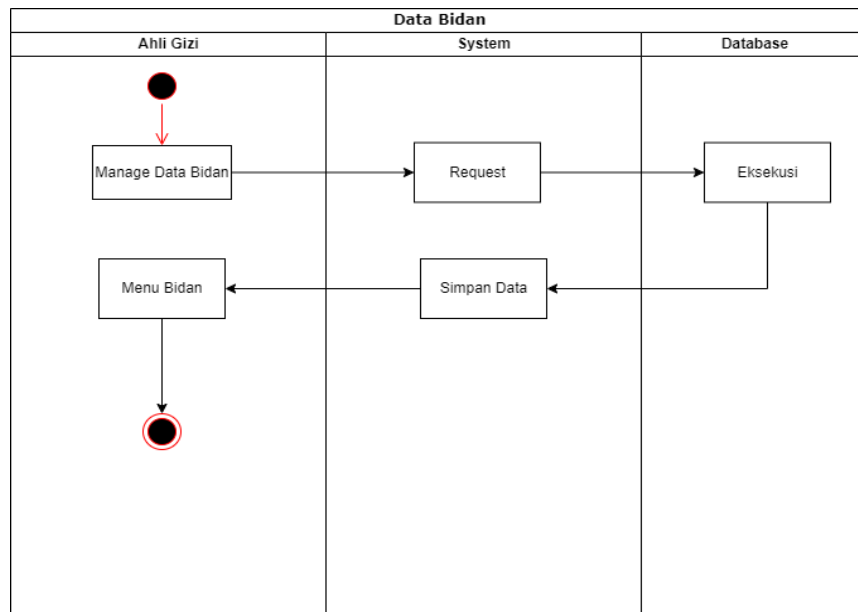 Data Bidan
Ahli Gizi
System
Database
Manage Data Bidan
Request
Eksekusi
Menu Bidan
Simpan Data